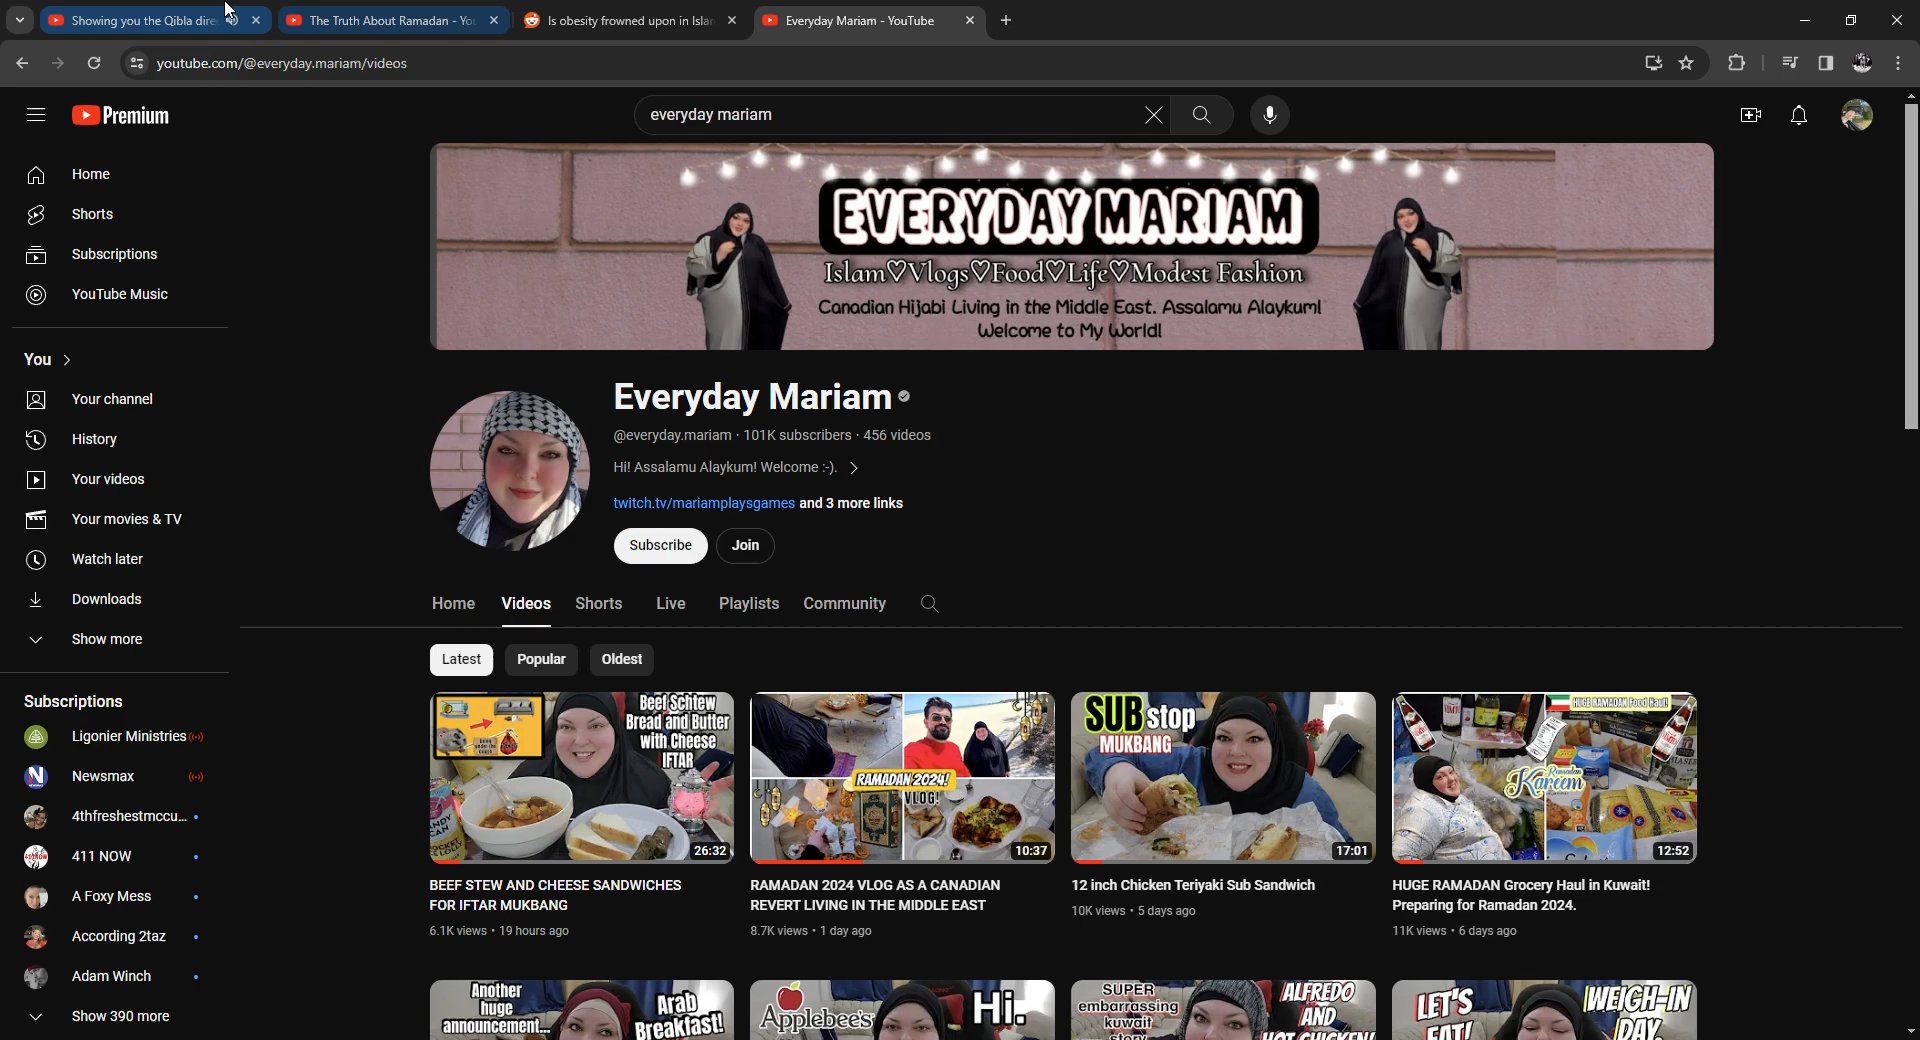 Showing you the Qibla dire
The Truth About Ramadan - You
Is obesity frowned upon in Islam
Everyday Mariam - YouTube
youtube.com/@everyday.mariam/videos
Premium
everyday mariam
Home
Shorts
Subscriptions
YouTube Music
You
Your channel
History
Your videos
Your movies & TV
Watch later
Downloads
Show more
Subscriptions
Ligonier Ministries
Newsmax
4thfreshestmccu...
411 NOW
A Foxy Mess
According 2taz
Adam Winch
Show 390 more
EVERYDAY MARIAM
Islam♡Vlogs♡Food♡Life♡Modest Fashion
Canadian Hijabi Living in the Middle East. Assalamu Alaykum!
Welcome to My World!
Everyday Mariam
@everyday.mariam · 101K subscribers · 456 videos
Hi! Assalamu Alaykum! Welcome :-).
twitch.tv/mariamplaysgames and 3 more links
Subscribe
Join
Home Videos Shorts Live Playlists Community
Latest Popular Oldest
Beef Schtew
Bread and Butter
with Cheese
IFTAR
26:32
BEEF STEW AND CHEESE SANDWICHES
FOR IFTAR MUKBANG
6.1K views · 19 hours ago
RAMADAN 2024!
VLOG!
10:37
RAMADAN 2024 VLOG AS A CANADIAN
REVERT LIVING IN THE MIDDLE EAST
8.7K views · 1 day ago
SUB stop
MUKBANG
17:01
12 inch Chicken Teriyaki Sub Sandwich
10K views · 5 days ago
HUGE RAMADAN Food Haul!
Ramadan
Kareem
12:52
HUGE RAMADAN Grocery Haul in Kuwait!
Preparing for Ramadan 2024.
11K views · 6 days ago
Another
huge
announcement...
Arab
Breakfast!
Applebee's
Hi.
SUPER
embarrassing
kuwait
story
ALFREDO
AND
HOT CHICKEN!
LET'S
EAT!
WEIGH-IN
DAY.